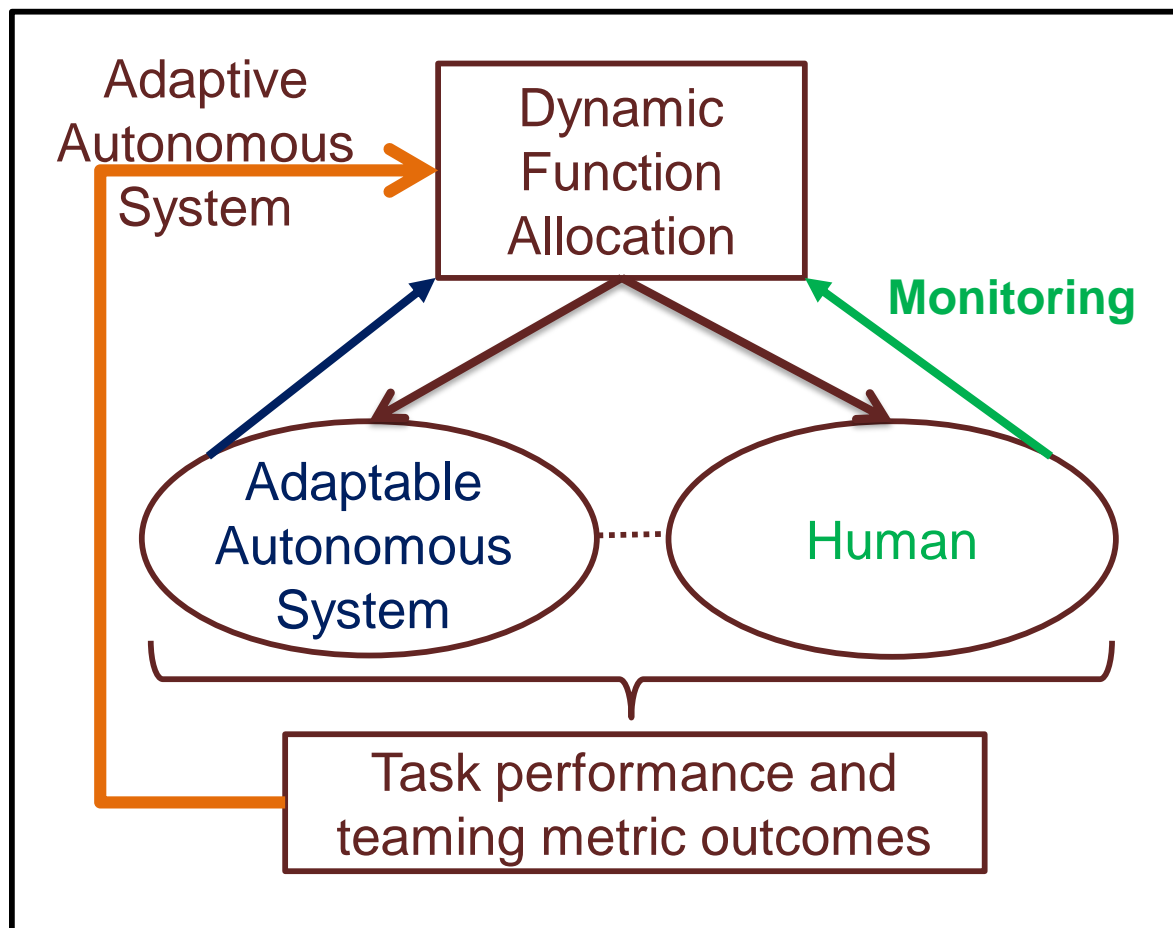 Adaptive
Autonomous
System
Dynamic
Function
Allocation
Monitoring
Adaptable
Autonomous
System
Human
Task performance and
teaming metric outcomes